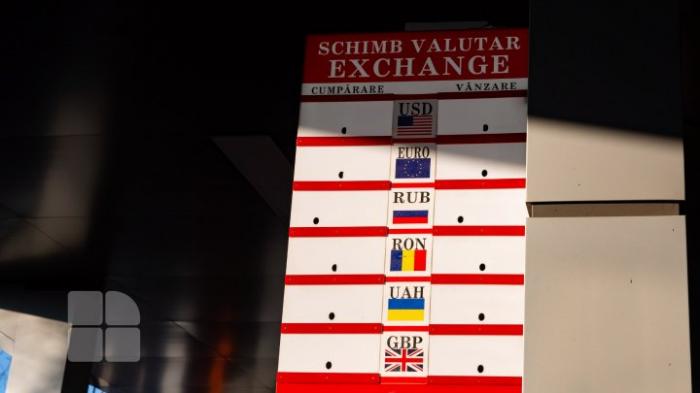 SCHIMB VALUTAR
EXCHANGE
CUMPĂRARE VÂNZARE
USD
EURO
RUB
RON
UAH
GBP